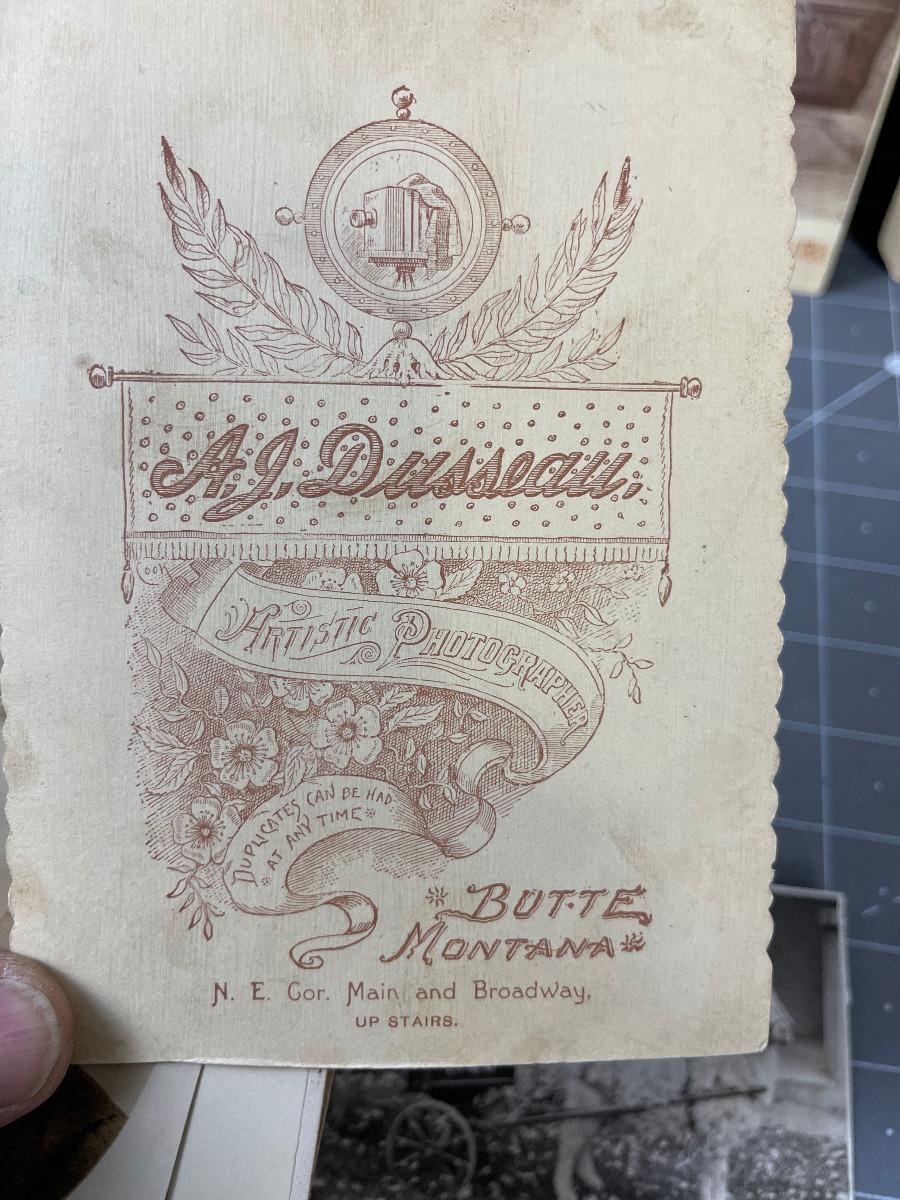 A. J. Dusseau,
ARTISTIC PHOTOGRAPHER
DUPLICATES CAN BE HAD
AT ANY TIME
BUTTE
MONTANA
N. E. Cor. Main and Broadway,
UP STAIRS.